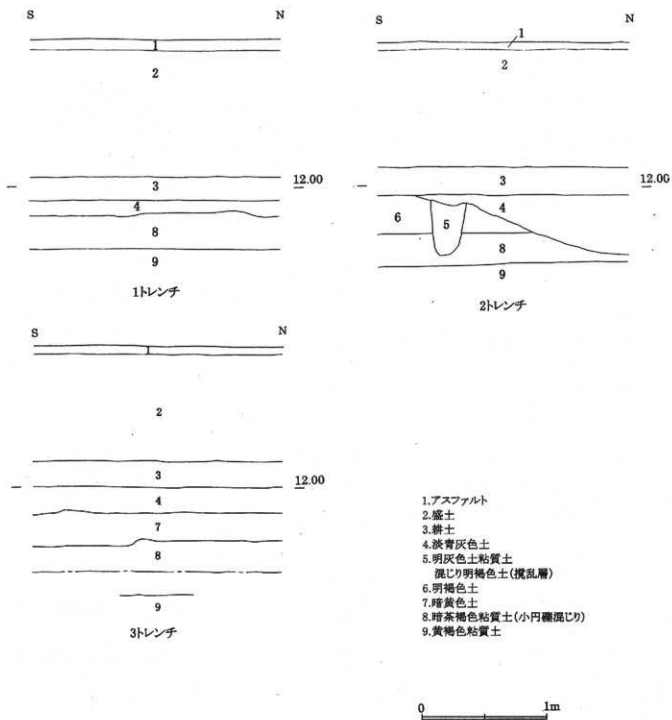 S N
1
2
3
12.00
4
8
9
1トレンチ
S N
1
2
3
12.00
4
6
5
8
9
2トレンチ
S N
1
2
3
12.00
4
7
8
9
3トレンチ
1.アスファルト
2.盛土
3.耕土
4.淡青灰色土
5.明灰色土粘質土
混じり明褐色土(攪乱層)
6.明褐色土
7.暗黄色土
8.暗茶褐色粘質土(小円礫混じり)
9.黄褐色粘質土
0 1m